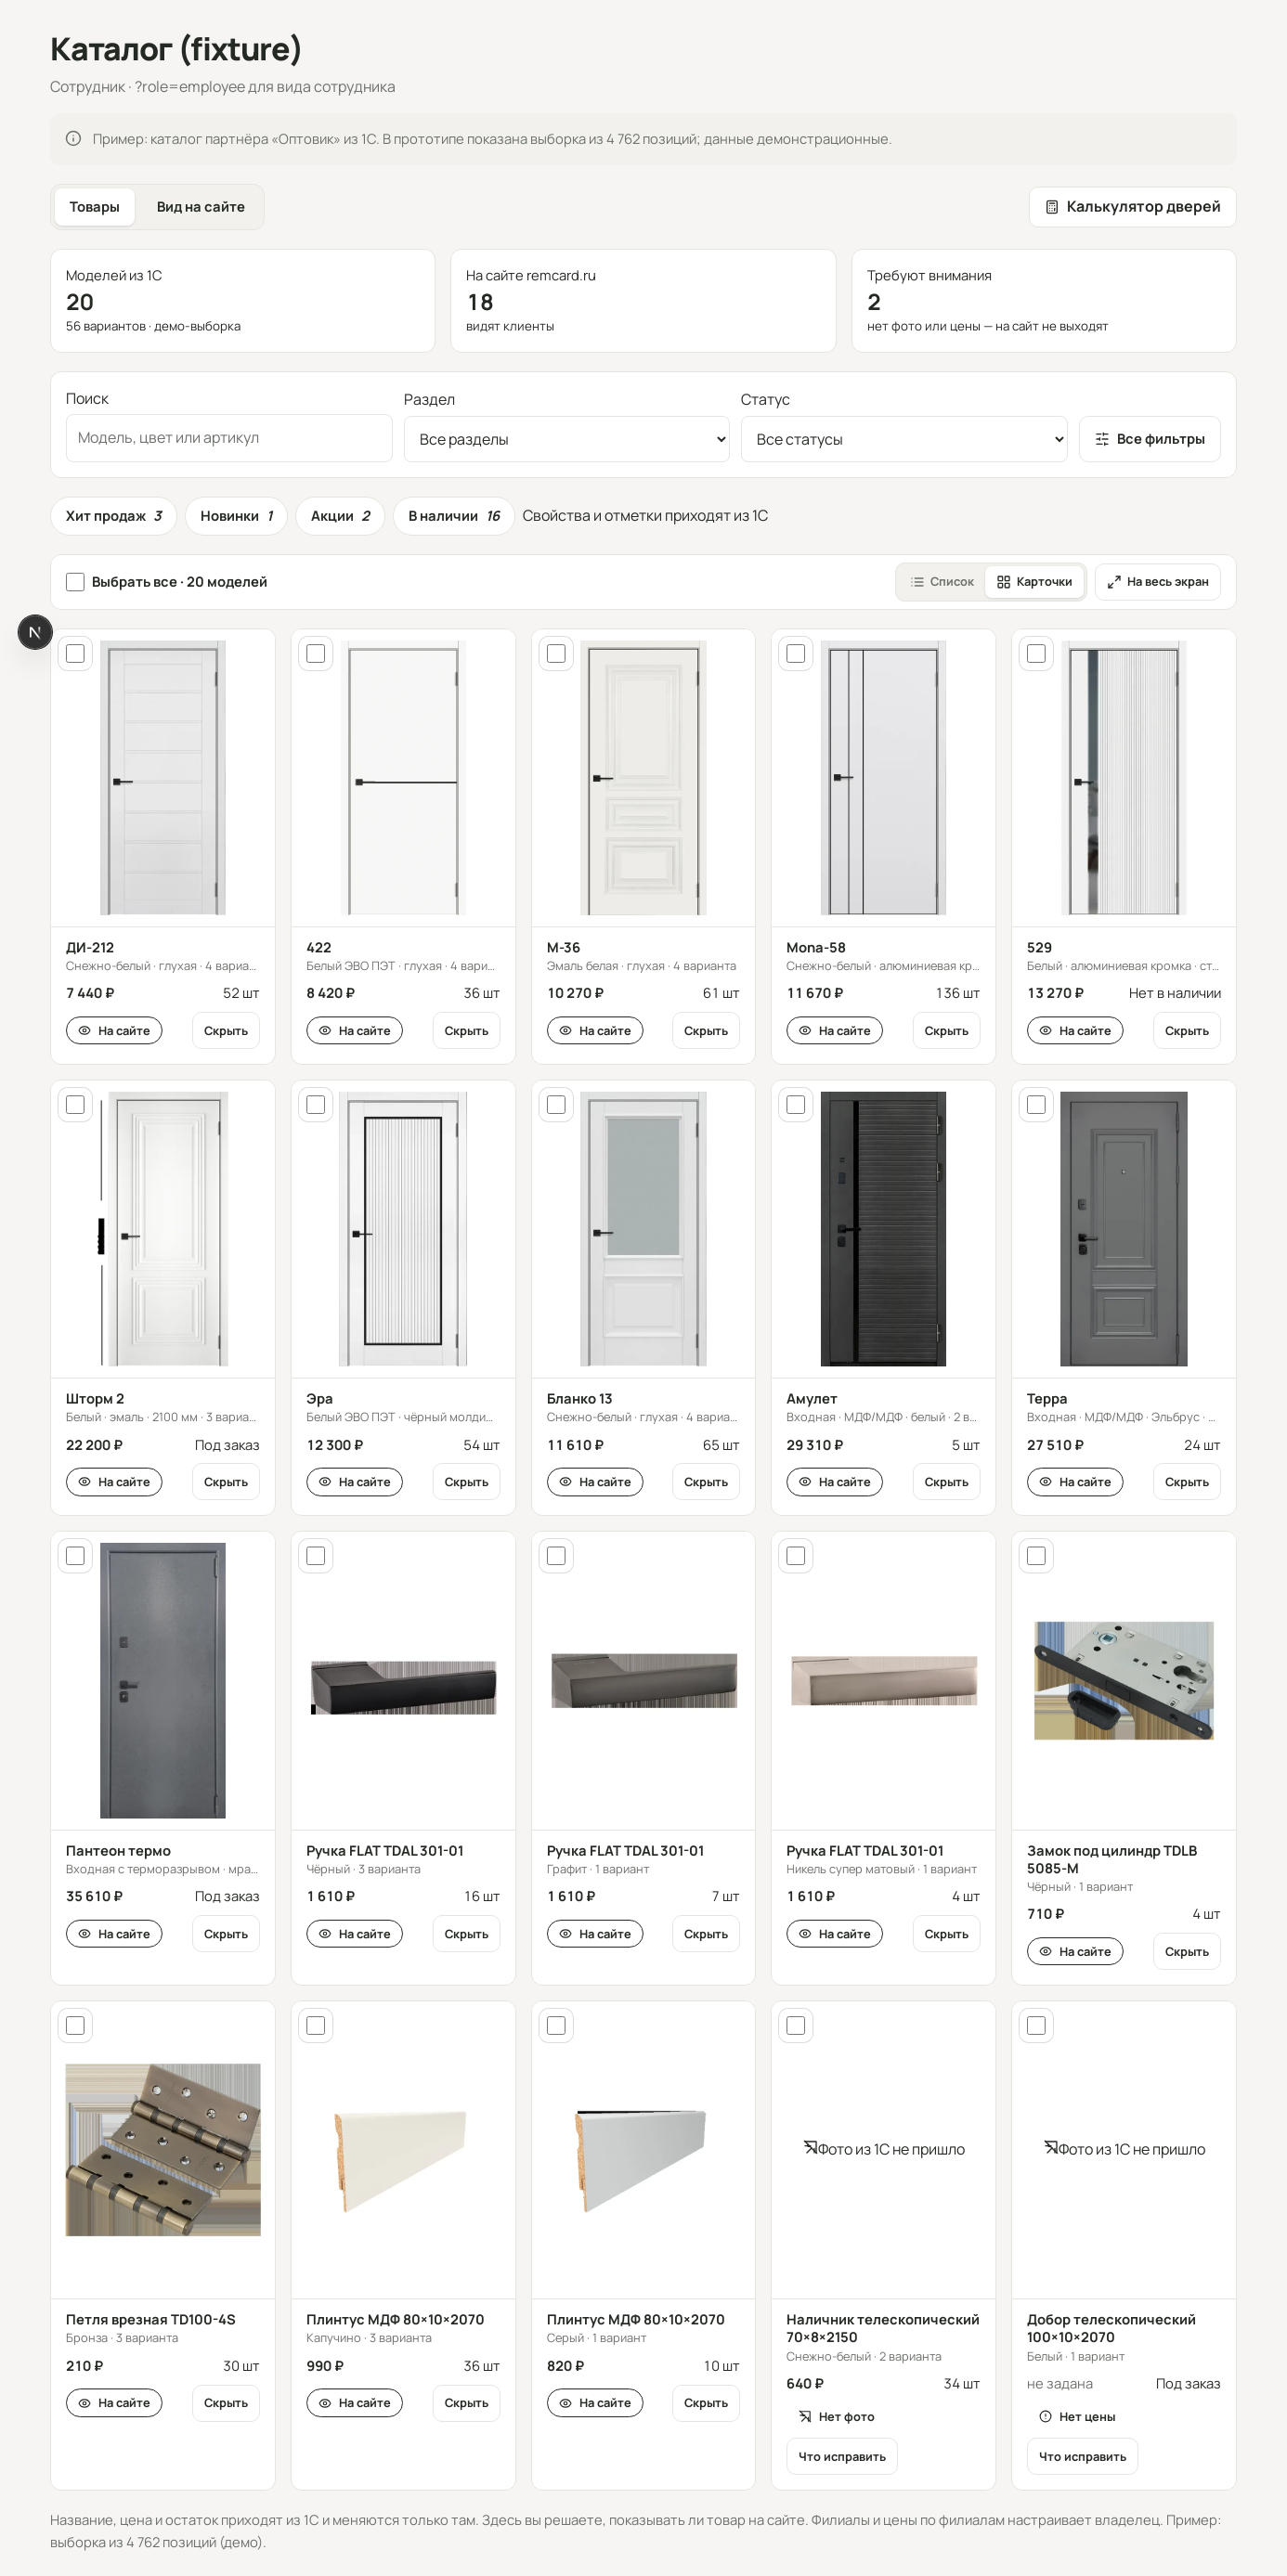 Каталог (fixture)
Сотрудник · ?role=employee для вида сотрудника
Пример: каталог партнёра «Оптовик» из 1С. В прототипе показана выборка из 4 762 позиций; данные демонстрационные.
Товары
Вид на сайте
Калькулятор дверей
Моделей из 1С
20
56 вариантов · демо-выборка
На сайте remcard.ru
18
видят клиенты
Требуют внимания
2
нет фото или цены — на сайт не выходят
Поиск
Модель, цвет или артикул
Раздел
Все разделы
Статус
Все статусы
Все фильтры
Хит продаж 3
Новинки 1
Акции 2
В наличии 16
Свойства и отметки приходят из 1С
Выбрать все · 20 моделей
Список
Карточки
На весь экран
N
ДИ-212
Снежно-белый · глухая · 4 вариа...
7 440 ₽
52 шт
На сайте
Скрыть
422
Белый ЭВО ПЭТ · глухая · 4 вари...
8 420 ₽
36 шт
На сайте
Скрыть
М-36
Эмаль белая · глухая · 4 варианта
10 270 ₽
61 шт
На сайте
Скрыть
Mona-58
Снежно-белый · алюминиевая кр...
11 670 ₽
136 шт
На сайте
Скрыть
529
Белый · алюминиевая кромка · ст...
13 270 ₽
Нет в наличии
На сайте
Скрыть
Шторм 2
Белый · эмаль · 2100 мм · 3 вариа...
22 200 ₽
Под заказ
На сайте
Скрыть
Эра
Белый ЭВО ПЭТ · чёрный молди...
12 300 ₽
54 шт
На сайте
Скрыть
Бланко 13
Снежно-белый · глухая · 4 вариа...
11 610 ₽
65 шт
На сайте
Скрыть
Амулет
Входная · МДФ/МДФ · белый · 2 в...
29 310 ₽
5 шт
На сайте
Скрыть
Терра
Входная · МДФ/МДФ · Эльбрус · ...
27 510 ₽
24 шт
На сайте
Скрыть
Пантеон термо
Входная с терморазрывом · мра...
35 610 ₽
Под заказ
На сайте
Скрыть
Ручка FLAT TDAL 301-01
Чёрный · 3 варианта
1 610 ₽
16 шт
На сайте
Скрыть
Ручка FLAT TDAL 301-01
Графит · 1 вариант
1 610 ₽
7 шт
На сайте
Скрыть
Ручка FLAT TDAL 301-01
Никель супер матовый · 1 вариант
1 610 ₽
4 шт
На сайте
Скрыть
Замок под цилиндр TDLB
5085-M
Чёрный · 1 вариант
710 ₽
4 шт
На сайте
Скрыть
Петля врезная TD100-4S
Бронза · 3 варианта
210 ₽
30 шт
На сайте
Скрыть
Плинтус МДФ 80×10×2070
Капучино · 3 варианта
990 ₽
36 шт
На сайте
Скрыть
Плинтус МДФ 80×10×2070
Серый · 1 вариант
820 ₽
10 шт
На сайте
Скрыть
Фото из 1С не пришло
Наличник телескопический
70×8×2150
Снежно-белый · 2 варианта
640 ₽
34 шт
Нет фото
Что исправить
Фото из 1С не пришло
Добор телескопический
100×10×2070
Белый · 1 вариант
не задана
Под заказ
Нет цены
Что исправить
Название, цена и остаток приходят из 1С и меняются только там. Здесь вы решаете, показывать ли товар на сайте. Филиалы и цены по филиалам настраивает владелец. Пример:
выборка из 4 762 позиций (демо).